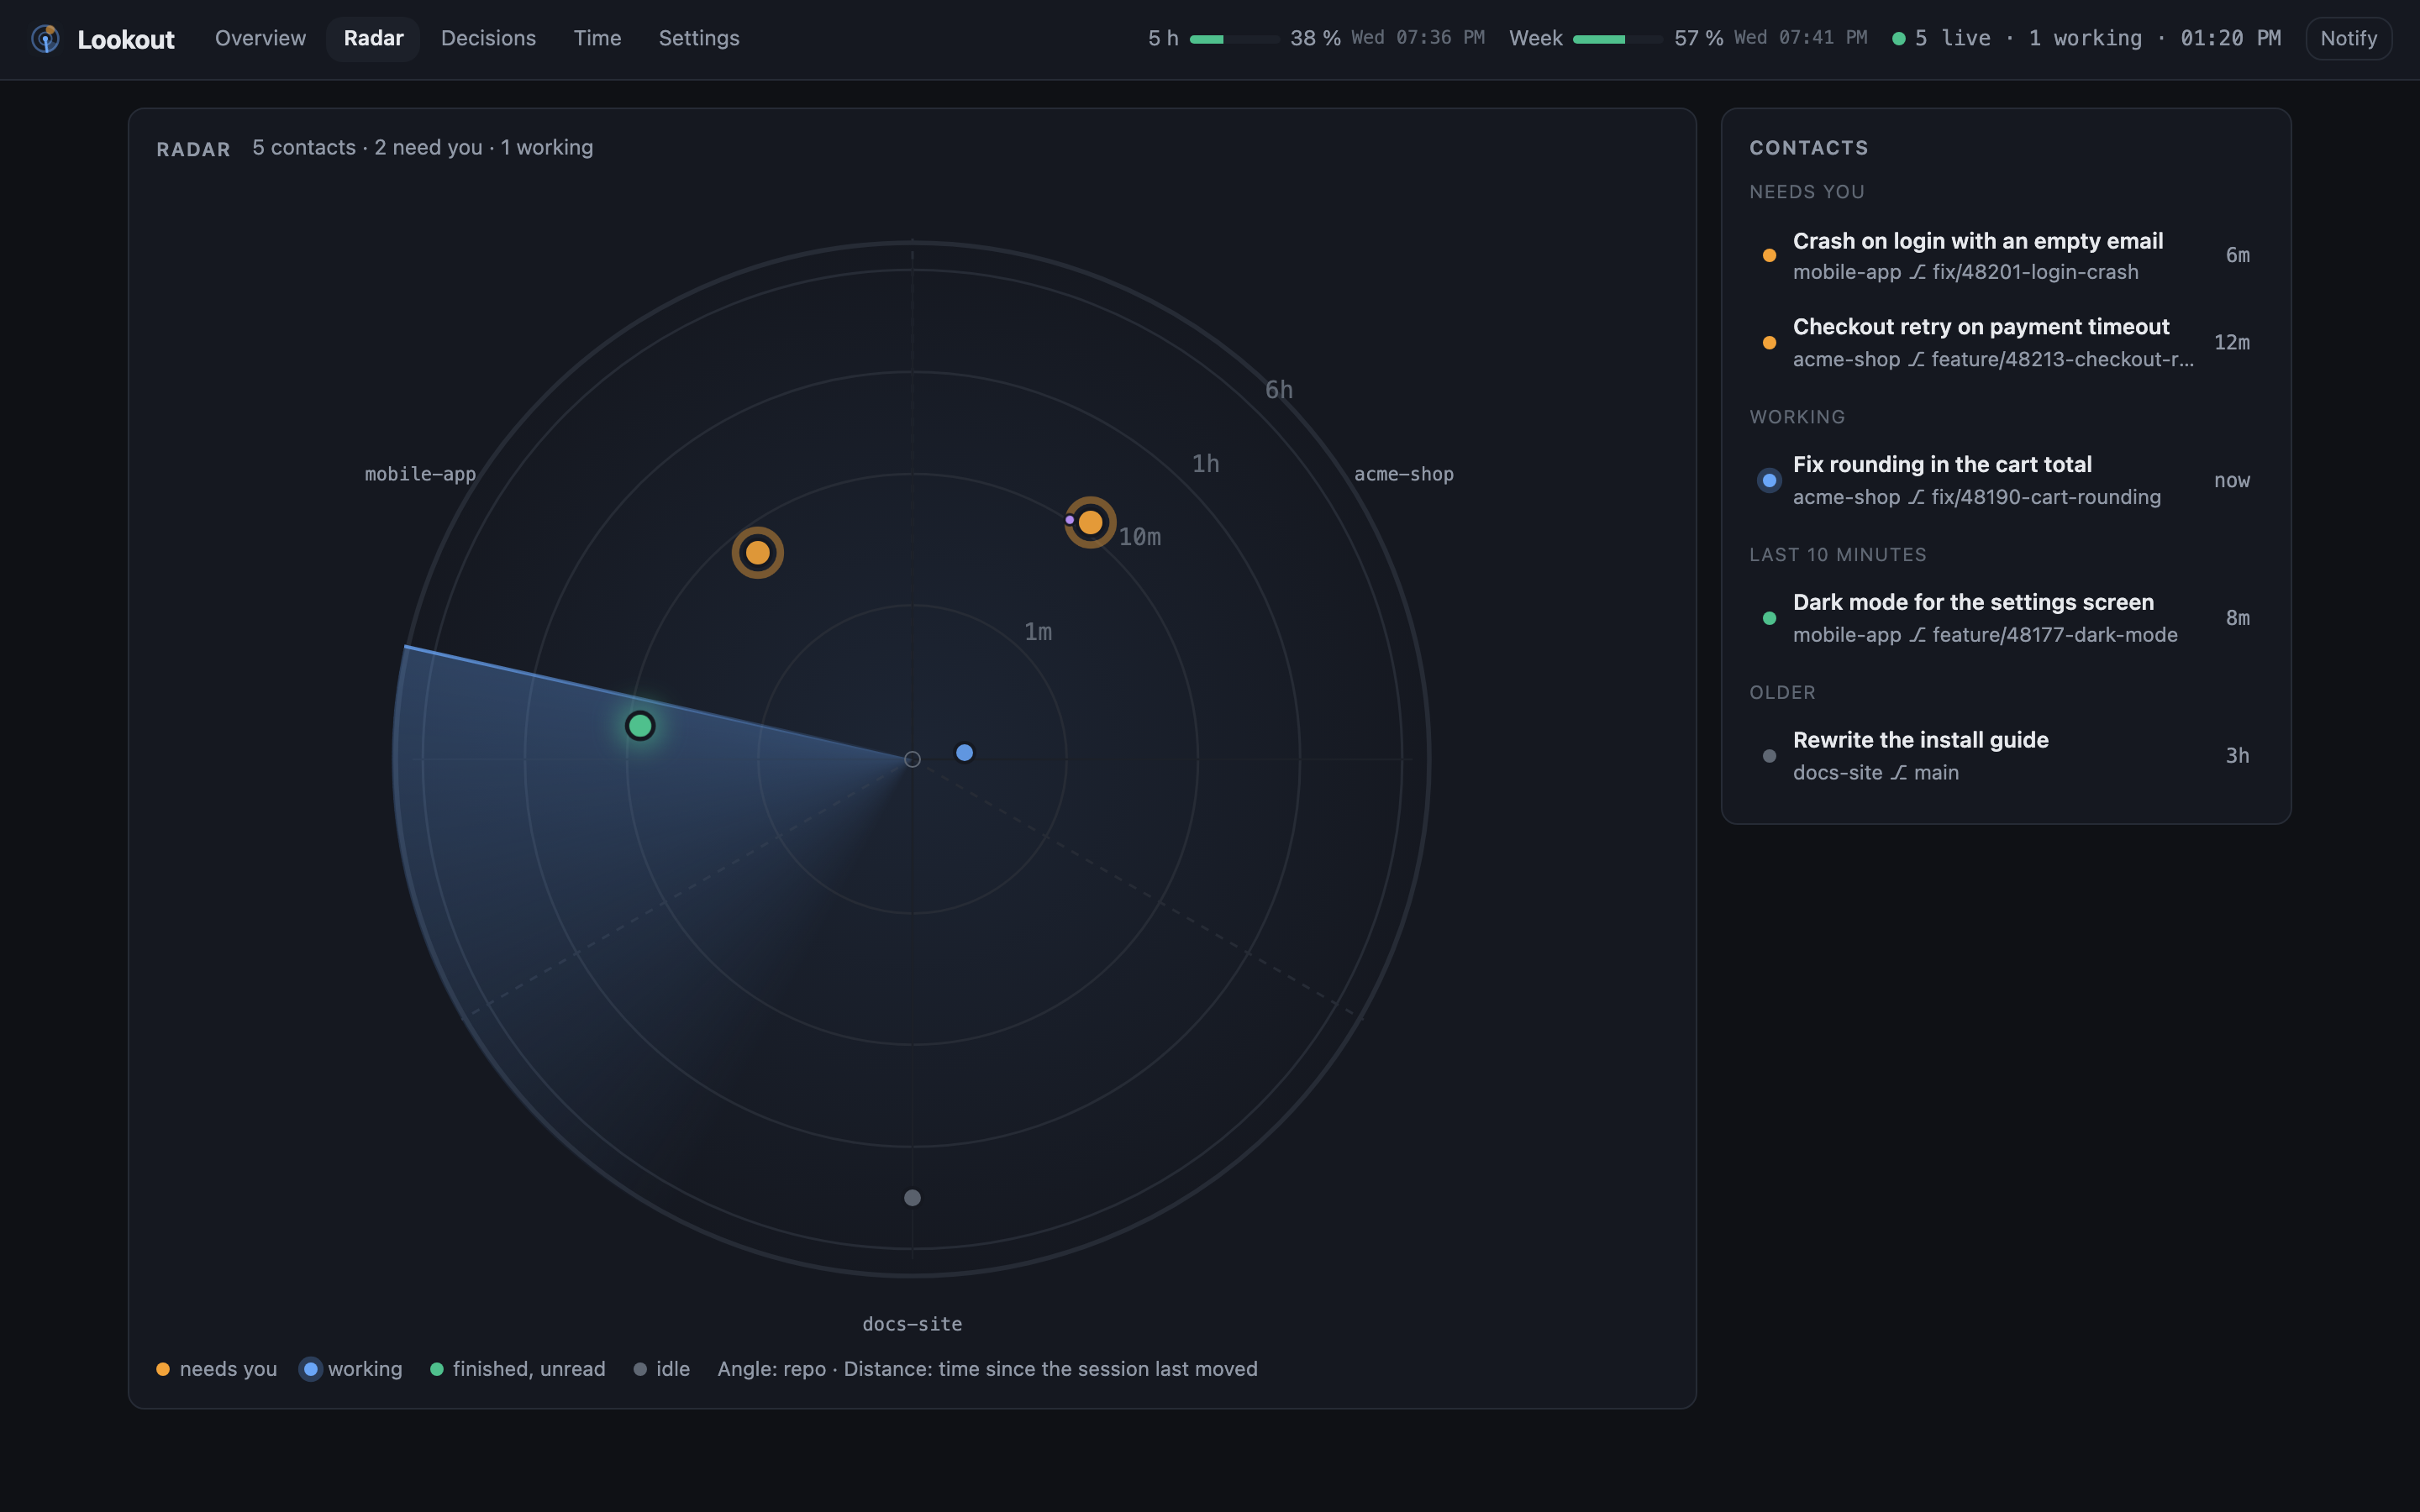 Lookout Overview Radar Decisions Time Settings 5 h 38 % Wed 07:36 PM Week 57 % Wed 07:41 PM 5 live · 1 working · 01:20 PM Notify
RADAR 5 contacts · 2 need you · 1 working
6h
1h
mobile-app
acme-shop
10m
1m
docs-site
needs you working finished, unread idle Angle: repo · Distance: time since the session last moved
CONTACTS
NEEDS YOU
Crash on login with an empty email
mobile-app ⌥ fix/48201-login-crash
6m
Checkout retry on payment timeout
acme-shop ⌥ feature/48213-checkout-r…
12m
WORKING
Fix rounding in the cart total
acme-shop ⌥ fix/48190-cart-rounding
now
LAST 10 MINUTES
Dark mode for the settings screen
mobile-app ⌥ feature/48177-dark-mode
8m
OLDER
Rewrite the install guide
docs-site ⌥ main
3h